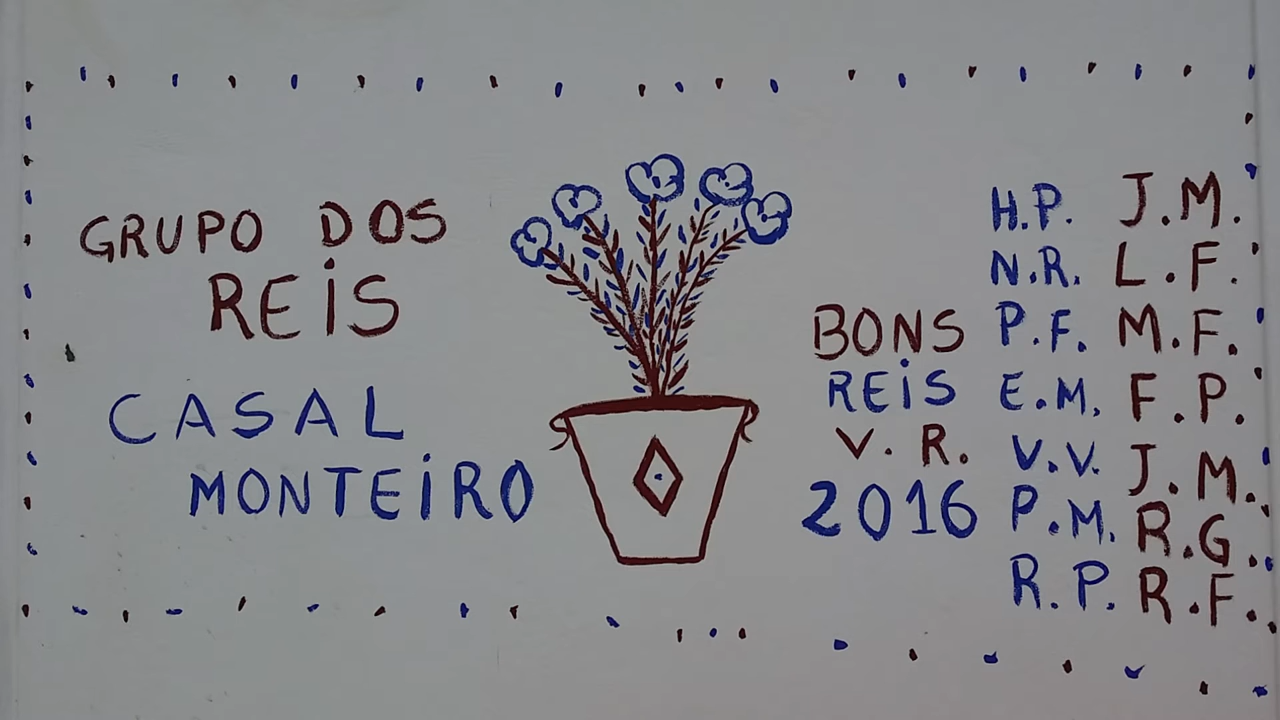 GRUPO DOS
REIS
CASAL
MONTEIRO
BONS
REIS
V. R.
2016
H.P. J.M.
N.R. L.F.
P.F. M.F.
E.M. F.P.
V.V. J.M.
P.M. R.G.
R.P. R.F.